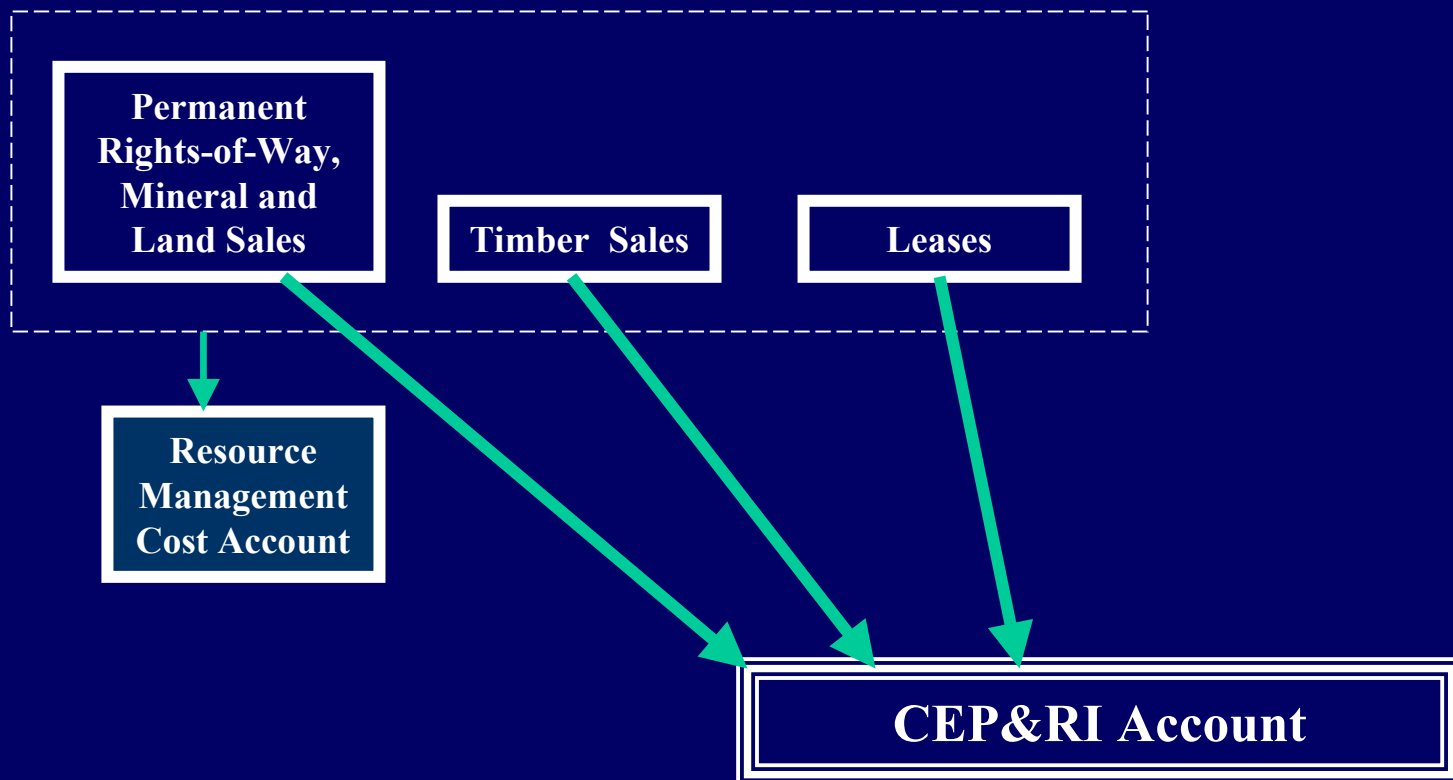 Permanent
Rights-of-Way,
Mineral and
Land Sales
Timber Sales
Leases
Resource
Management
Cost Account
CEP&RI Account